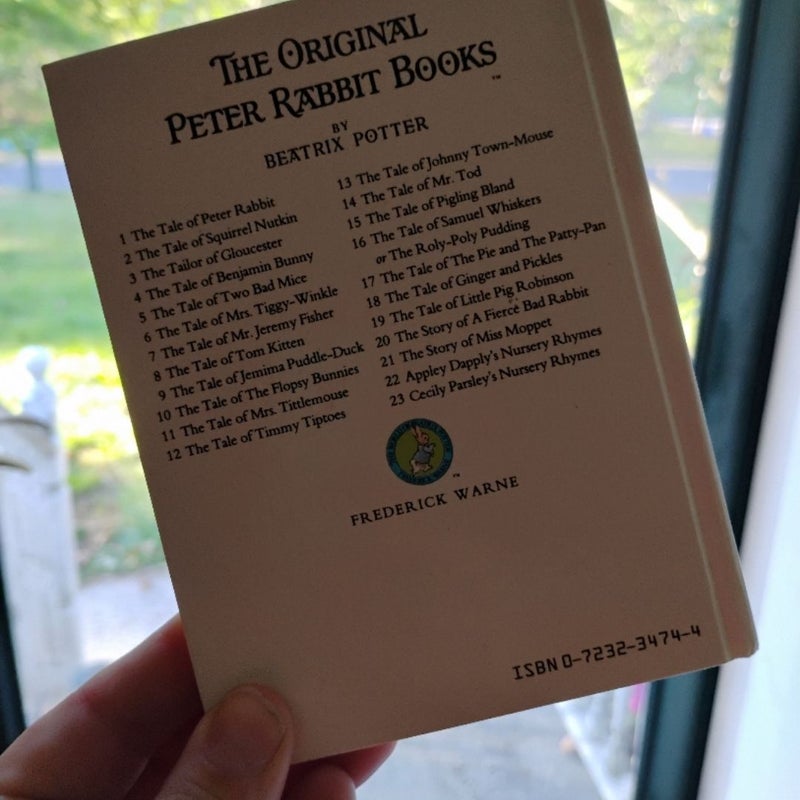 THE ORIGINAL
PETER RABBIT BOOKS™
BY
BEATRIX POTTER
1 The Tale of Peter Rabbit
2 The Tale of Squirrel Nutkin
3 The Tailor of Gloucester
4 The Tale of Benjamin Bunny
5 The Tale of Two Bad Mice
6 The Tale of Mrs. Tiggy-Winkle
7 The Tale of Mr. Jeremy Fisher
8 The Tale of Tom Kitten
9 The Tale of Jemima Puddle-Duck
10 The Tale of The Flopsy Bunnies
11 The Tale of Mrs. Tittlemouse
12 The Tale of Timmy Tiptoes
13 The Tale of Johnny Town-Mouse
14 The Tale of Mr. Tod
15 The Tale of Pigling Bland
16 The Tale of Samuel Whiskers
or The Roly-Poly Pudding
17 The Tale of The Pie and The Patty-Pan
18 The Tale of Ginger and Pickles
19 The Tale of Little Pig Robinson
20 The Story of A Fierce Bad Rabbit
21 The Story of Miss Moppet
22 Appley Dapply's Nursery Rhymes
23 Cecily Parsley's Nursery Rhymes
™
FREDERICK WARNE
ISBN 0-7232-3474-4